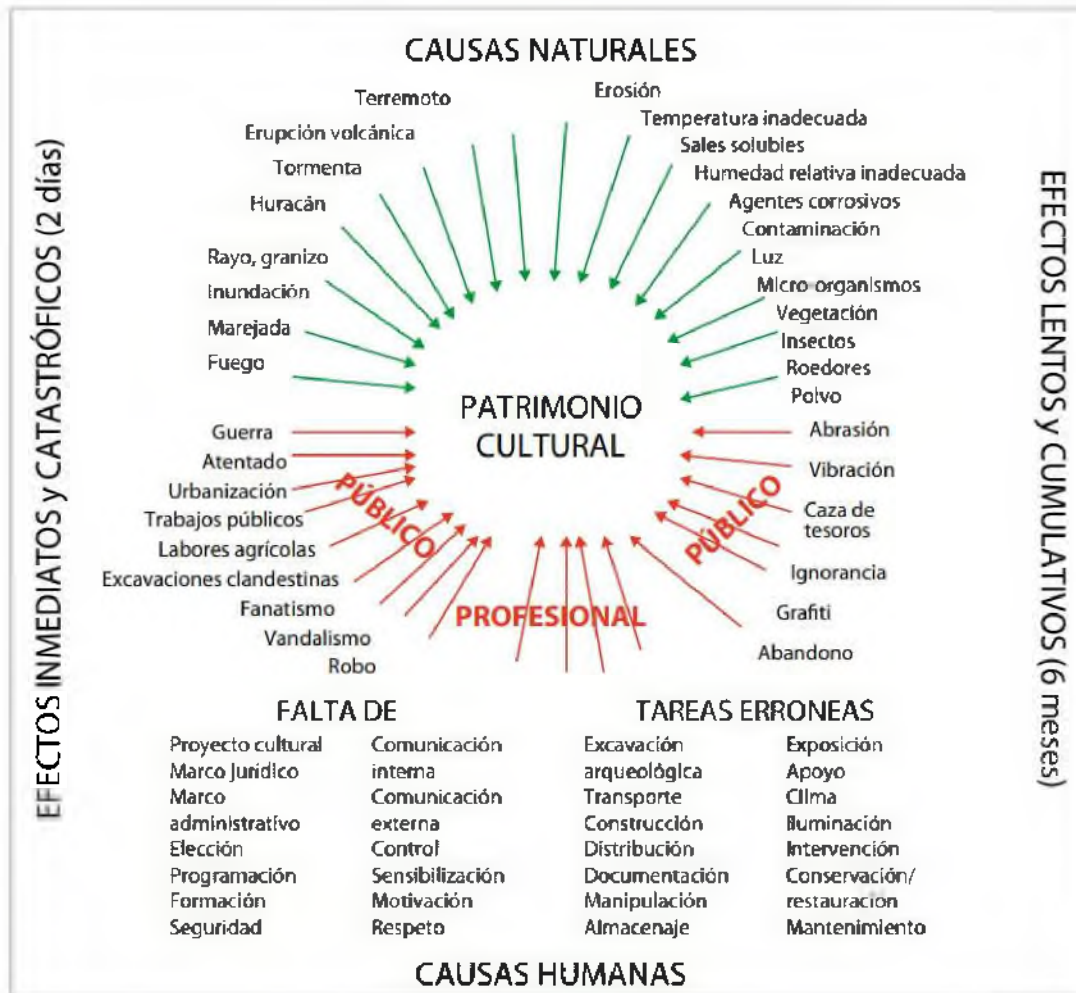 CAUSAS NATURALES
EFECTOS INMEDIATOS y CATASTRÓFICOS (2 días)
Terremoto
Erupción volcánica
Tormenta
Huracán
Rayo, granizo
Inundación
Marejada
Fuego
Erosión
Temperatura inadecuada
Sales solubles
Humedad relativa inadecuada
Agentes corrosivos
Contaminación
Luz
Micro-organismos
Vegetación
Insectos
Roedores
Polvo
EFECTOS LENTOS y CUMULATIVOS (6 meses)
PATRIMONIO
CULTURAL
Guerra
Atentado
Urbanización
Trabajos públicos
Labores agrícolas
Excavaciones clandestinas
Fanatismo
Vandalismo
Robo
PÚBLICO
PROFESIONAL
PÚBLICO
Abrasión
Vibración
Caza de
tesoros
Ignorancia
Grafiti
Abandono
FALTA DE
Proyecto cultural
Marco Jurídico
Marco
administrativo
Elección
Programación
Formación
Seguridad
Comunicación
interna
Comunicación
externa
Control
Sensibilización
Motivación
Respeto
TAREAS ERRONEAS
Excavación
arqueológica
Transporte
Construcción
Distribución
Documentación
Manipulación
Almacenaje
Exposición
Apoyo
Clima
Iluminación
Intervención
Conservación/
restauración
Mantenimiento
CAUSAS HUMANAS